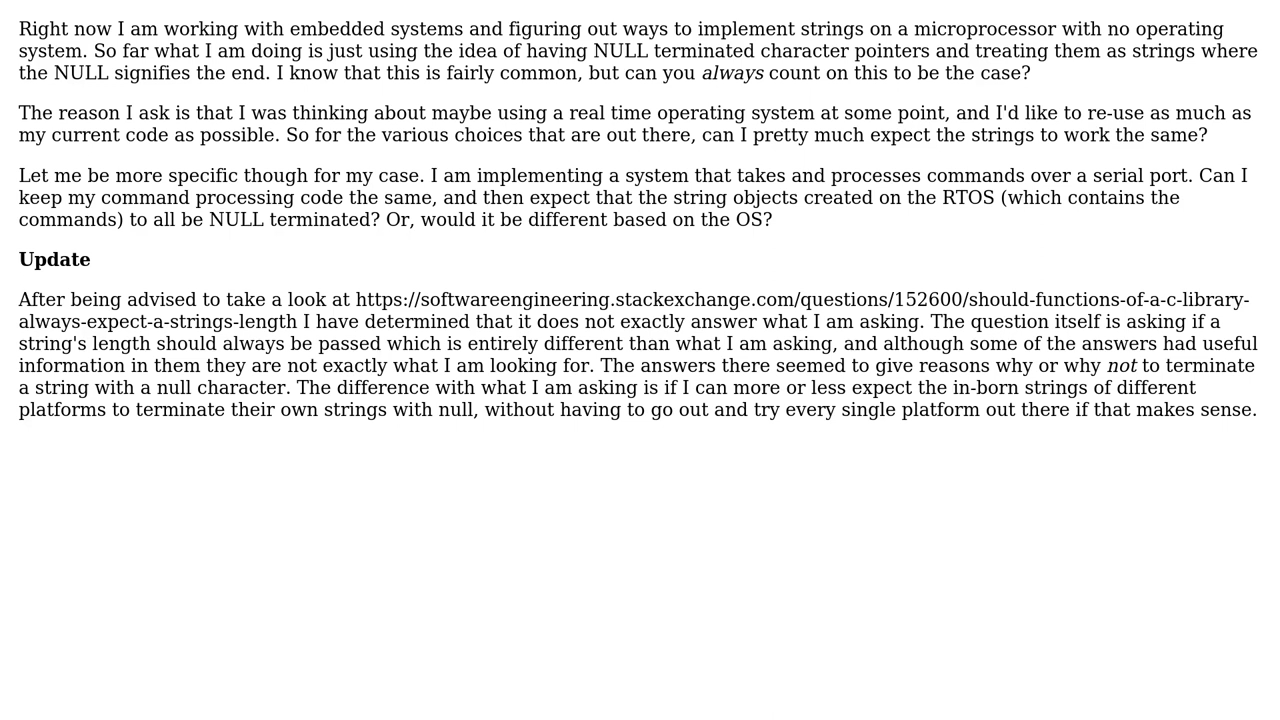 Right now I am working with embedded systems and figuring out ways to implement strings on a microprocessor with no operating
system. So far what I am doing is just using the idea of having NULL terminated character pointers and treating them as strings where
the NULL signifies the end. I know that this is fairly common, but can you always count on this to be the case?
The reason I ask is that I was thinking about maybe using a real time operating system at some point, and I'd like to re-use as much as
my current code as possible. So for the various choices that are out there, can I pretty much expect the strings to work the same?
Let me be more specific though for my case. I am implementing a system that takes and processes commands over a serial port. Can I
keep my command processing code the same, and then expect that the string objects created on the RTOS (which contains the
commands) to all be NULL terminated? Or, would it be different based on the OS?
Update
After being advised to take a look at https://softwareengineering.stackexchange.com/questions/152600/should-functions-of-a-c-library-
always-expect-a-strings-length I have determined that it does not exactly answer what I am asking. The question itself is asking if a
string's length should always be passed which is entirely different than what I am asking, and although some of the answers had useful
information in them they are not exactly what I am looking for. The answers there seemed to give reasons why or why not to terminate
a string with a null character. The difference with what I am asking is if I can more or less expect the in-born strings of different
platforms to terminate their own strings with null, without having to go out and try every single platform out there if that makes sense.